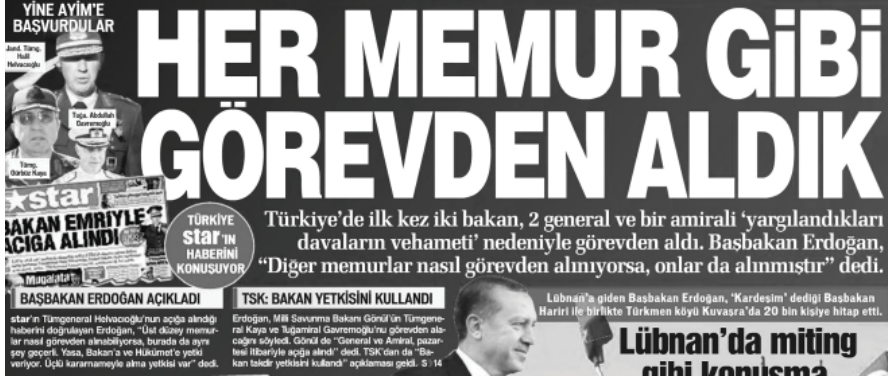 YİNE AYİM'E
BAŞVURDULAR
Jand. Tümg.
Halil
Helvacıoğlu
Tuğa. Abdullah
Gavremoğlu
Tümg.
Gürbüz Kaya
HER MEMUR GİBİ
GÖREVDEN ALDIK
star
BAKAN EMRİYLE
AÇIĞA ALINDI
Muğalata
TÜRKİYE
star'IN
HABERİNİ
KONUŞUYOR
Türkiye'de ilk kez iki bakan, 2 general ve bir amirali 'yargılandıkları
davaların vehameti' nedeniyle görevden aldı. Başbakan Erdoğan,
“Diğer memurlar nasıl görevden alınıyorsa, onlar da alınmıştır” dedi.
BAŞBAKAN ERDOĞAN AÇIKLADI
star'ın Tümgeneral Helvacıoğlu'nun açığa alındığı
haberini doğrulayan Erdoğan, “Üst düzey memur-
lar nasıl görevden alınabiliyorsa, burada da aynı
şey geçerli. Yasa, Bakan'a ve Hükümet'e yetki
veriyor. Üçlü kararnameyle alma yetkisi var” dedi.
TSK: BAKAN YETKİSİNİ KULLANDI
Erdoğan, Milli Savunma Bakanı Gönül'ün Tümgene-
ral Kaya ve Tuğamiral Gavremoğlu'nu görevden ala-
cağını söyledi. Gönül de “General ve Amiral, pazar-
tesi itibariyle açığa alındı” dedi. TSK'dan da “Ba-
kan takdir yetkisini kullandı” açıklaması geldi. S 14
Lübnan'a giden Başbakan Erdoğan, 'Kardeşim' dediği Başbakan
Hariri ile birlikte Türkmen köyü Kuvaşra'da 20 bin kişiye hitap etti.
Lübnan'da miting
gibi konuşma